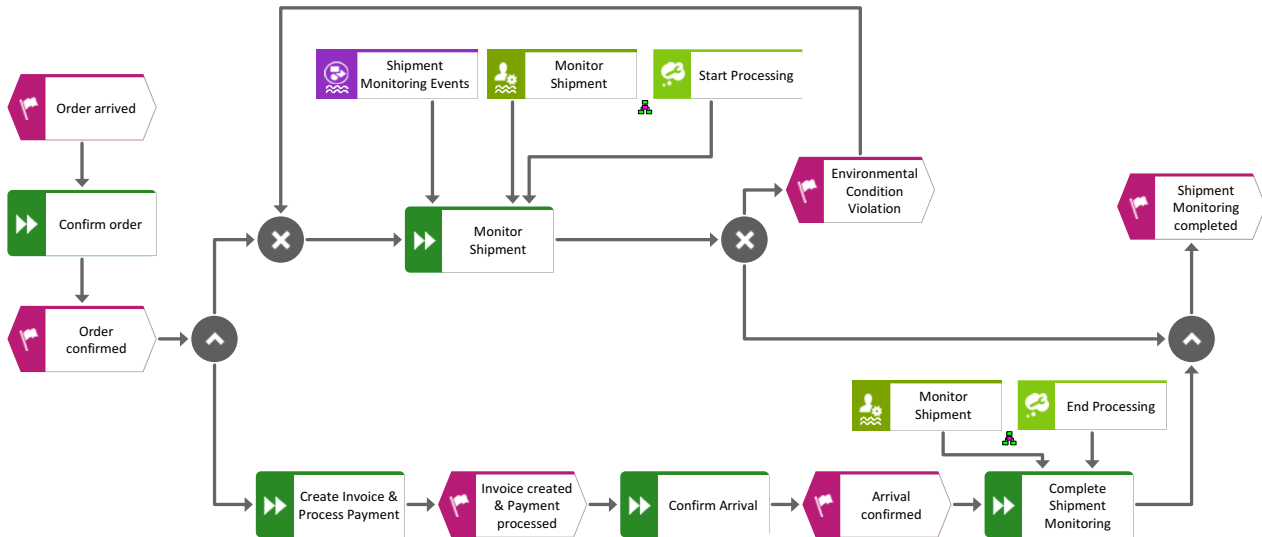 Order arrived
Confirm order
Order
confirmed
Shipment
Monitoring Events
Monitor
Shipment
Start Processing
Monitor
Shipment
Environmental
Condition
Violation
Shipment
Monitoring
completed
Monitor
Shipment
End Processing
Create Invoice &
Process Payment
Invoice created
& Payment
processed
Confirm Arrival
Arrival
confirmed
Complete
Shipment
Monitoring